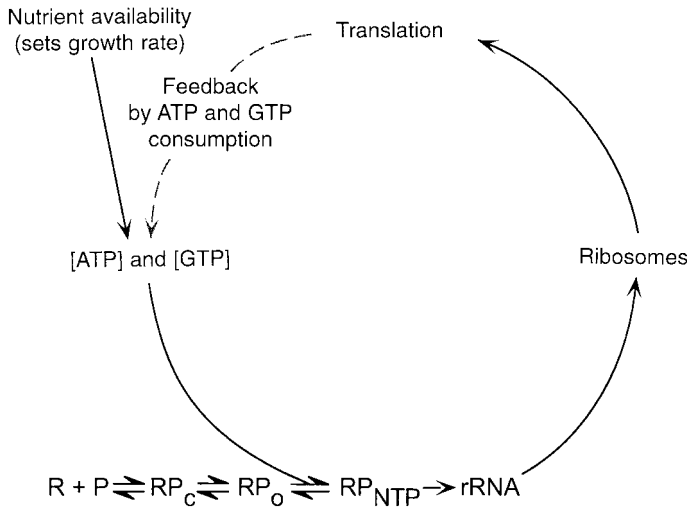 Nutrient availability
(sets growth rate)
Translation
Feedback
by ATP and GTP
consumption
[ATP] and [GTP]
Ribosomes
R + P ⇌ RPc ⇌ RPo ⇌ RPNTP → rRNA